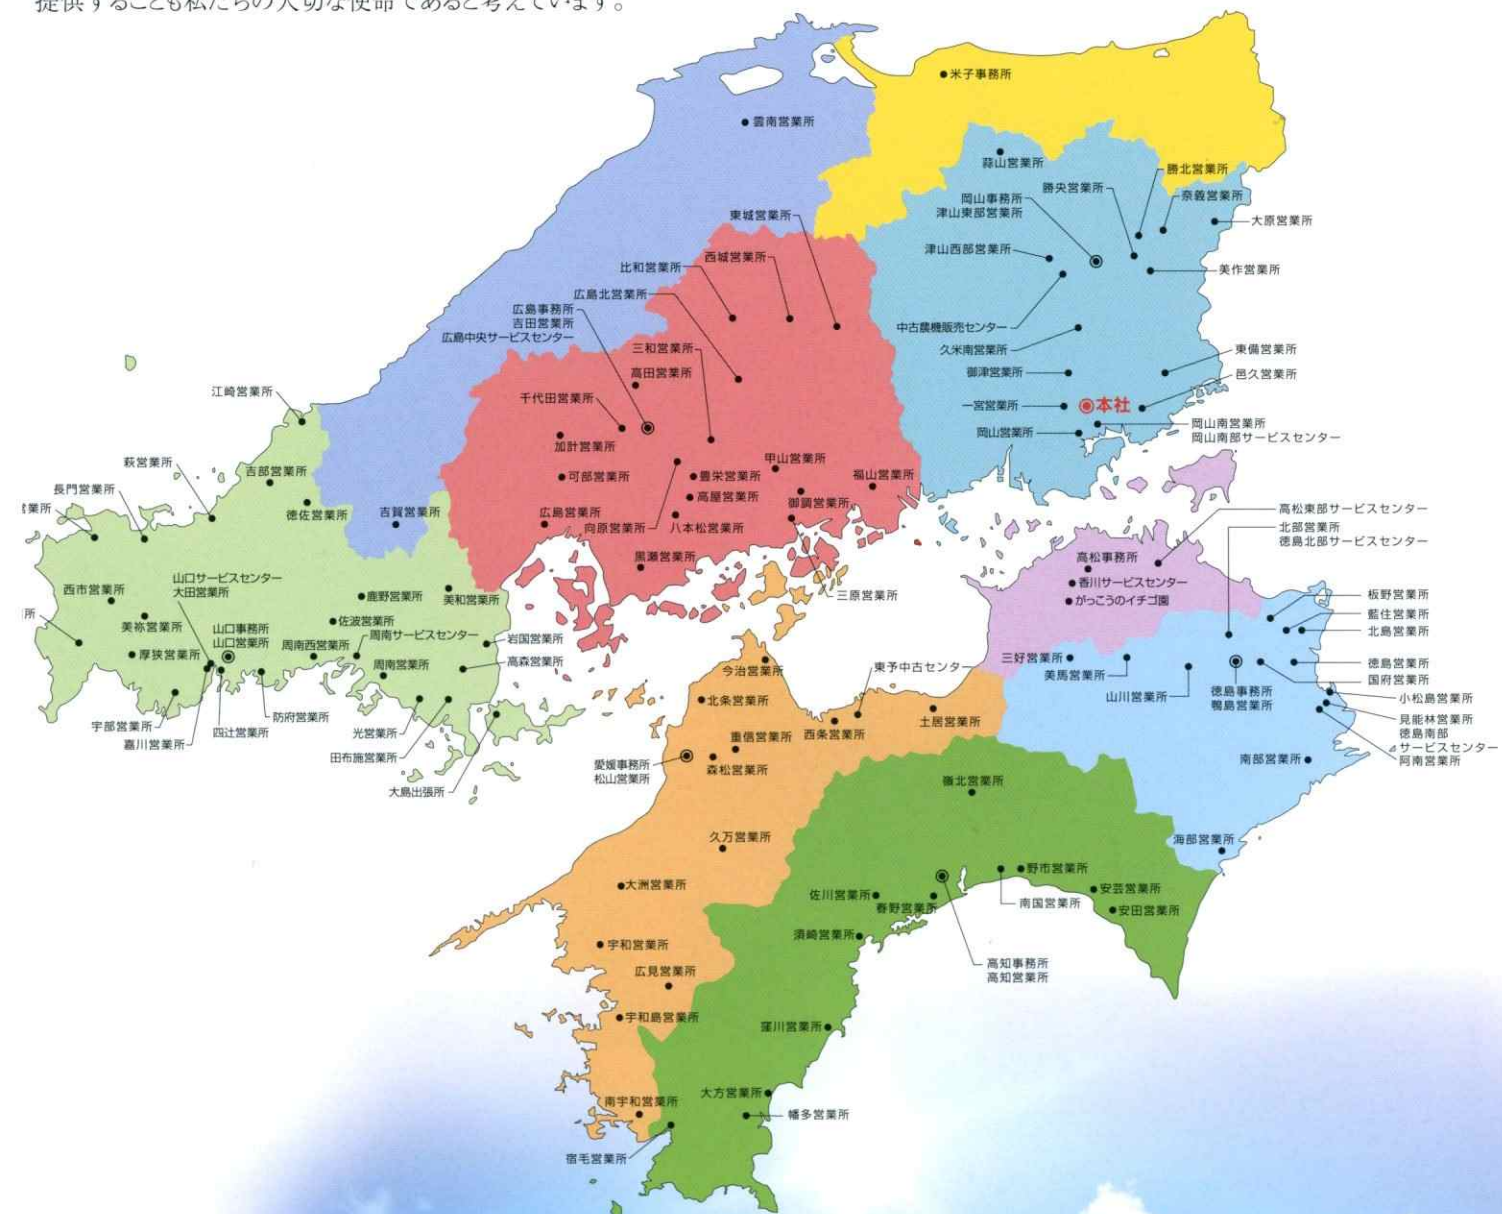 提供することも私たちの大切な使命であると考えています。
米子事務所
雲南営業所
蒜山営業所
勝北営業所
勝央営業所
奈義営業所
岡山事務所
津山東部営業所
大原営業所
津山西部営業所
美作営業所
中古農機販売センター
久米南営業所
東備営業所
御津営業所
邑久営業所
一宮営業所
本社
岡山営業所
岡山南営業所
岡山南部サービスセンター
東城営業所
西城営業所
比和営業所
広島北営業所
広島事務所
吉田営業所
広島中央サービスセンター
三和営業所
高田営業所
千代田営業所
加計営業所
可部営業所
豊栄営業所
甲山営業所
福山営業所
高屋営業所
御調営業所
広島営業所
向原営業所
八本松営業所
黒瀬営業所
三原営業所
江崎営業所
萩営業所
吉部営業所
長門営業所
営業所
徳佐営業所
吉賀営業所
西市営業所
山口サービスセンター
大田営業所
鹿野営業所
美和営業所
所
美祢営業所
佐波営業所
山口事務所
山口営業所
周南サービスセンター
岩国営業所
厚狭営業所
周南西営業所
周南営業所
高森営業所
宇部営業所
嘉川営業所
四辻営業所
防府営業所
光営業所
田布施営業所
大島出張所
高松東部サービスセンター
北部営業所
徳島北部サービスセンター
高松事務所
香川サービスセンター
がっこうのイチゴ園
板野営業所
藍住営業所
北島営業所
三好営業所
美馬営業所
山川営業所
徳島事務所
鴨島営業所
徳島営業所
国府営業所
小松島営業所
見能林営業所
徳島南部
サービスセンター
阿南営業所
南部営業所
海部営業所
今治営業所
東予中古センター
北条営業所
西条営業所
土居営業所
重信営業所
愛媛事務所
松山営業所
森松営業所
久万営業所
大洲営業所
宇和営業所
広見営業所
宇和島営業所
南宇和営業所
嶺北営業所
佐川営業所
春野営業所
野市営業所
南国営業所
安芸営業所
安田営業所
須崎営業所
高知事務所
高知営業所
窪川営業所
大方営業所
幡多営業所
宿毛営業所